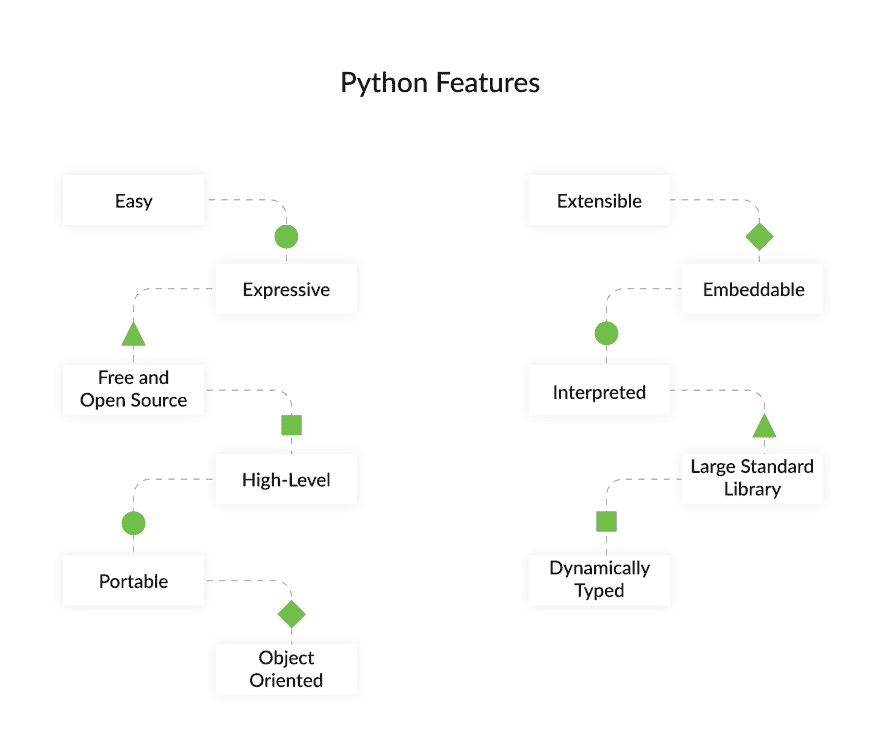 Python Features
Easy
Expressive
Free and
Open Source
High-Level
Portable
Object
Oriented
Extensible
Embeddable
Interpreted
Large Standard
Library
Dynamically
Typed